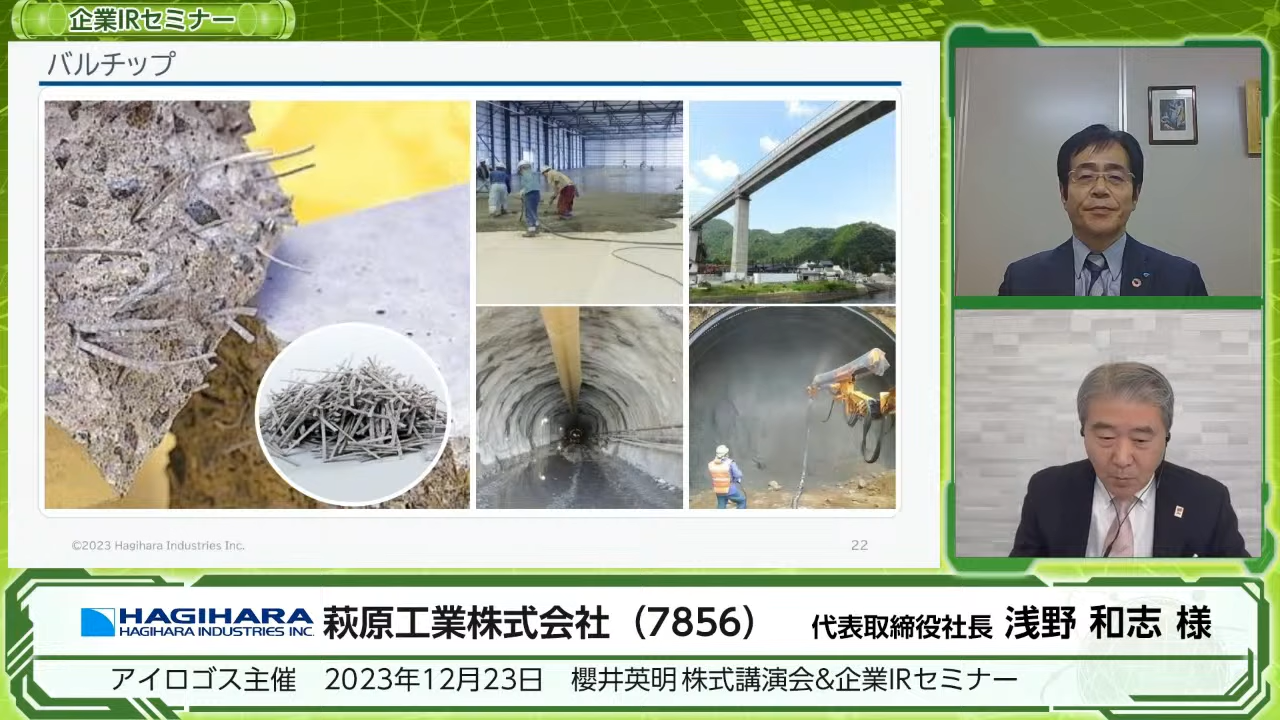 企業IRセミナー
バルチップ
©2023 Hagihara Industries Inc.
22
HAGIHARA
HAGIHARA INDUSTRIES INC.
萩原工業株式会社（7856）
代表取締役社長 浅野 和志 様
アイロゴス主催　2023年12月23日　櫻井英明 株式講演会&企業IRセミナー